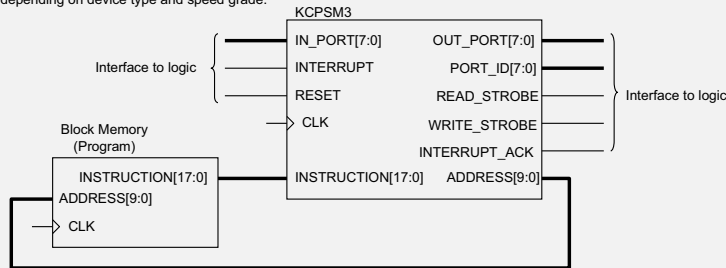 depending on device type and speed grade.
KCPSM3
IN_PORT[7:0]
OUT_PORT[7:0]
INTERRUPT
PORT_ID[7:0]
Interface to logic
RESET
READ_STROBE
Interface to logic
CLK
WRITE_STROBE
INTERRUPT_ACK
Block Memory
(Program)
INSTRUCTION[17:0]
INSTRUCTION[17:0]
ADDRESS[9:0]
ADDRESS[9:0]
CLK